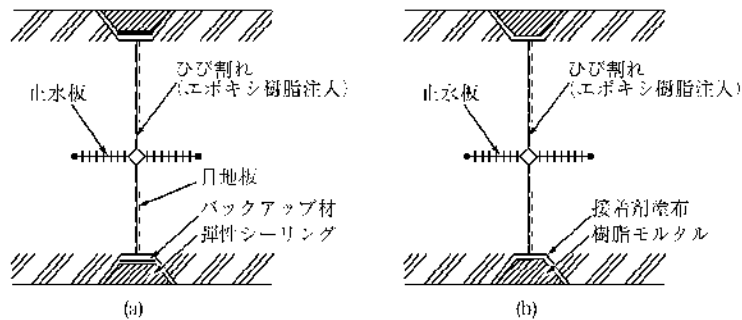 ひび割れ
(エポキシ樹脂注入)
止水板
目地板
バックアップ材
弾性シーリング
(a)
ひび割れ
(エポキシ樹脂注入)
止水板
接着剤塗布
樹脂モルタル
(b)